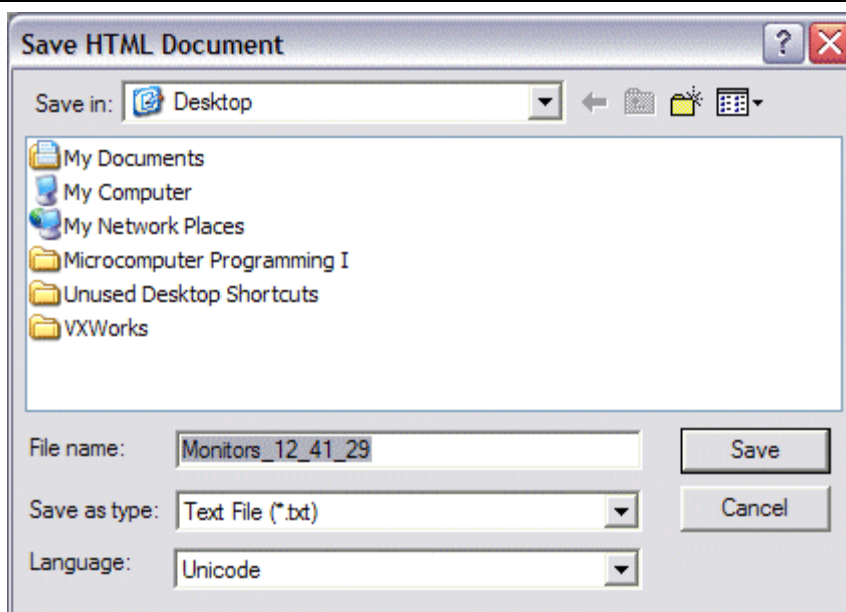 Save HTML Document
Save in: Desktop
My Documents
My Computer
My Network Places
Microcomputer Programming I
Unused Desktop Shortcuts
VXWorks
File name: Monitors_12_41_29 Save
Save as type: Text File (*.txt) Cancel
Language: Unicode